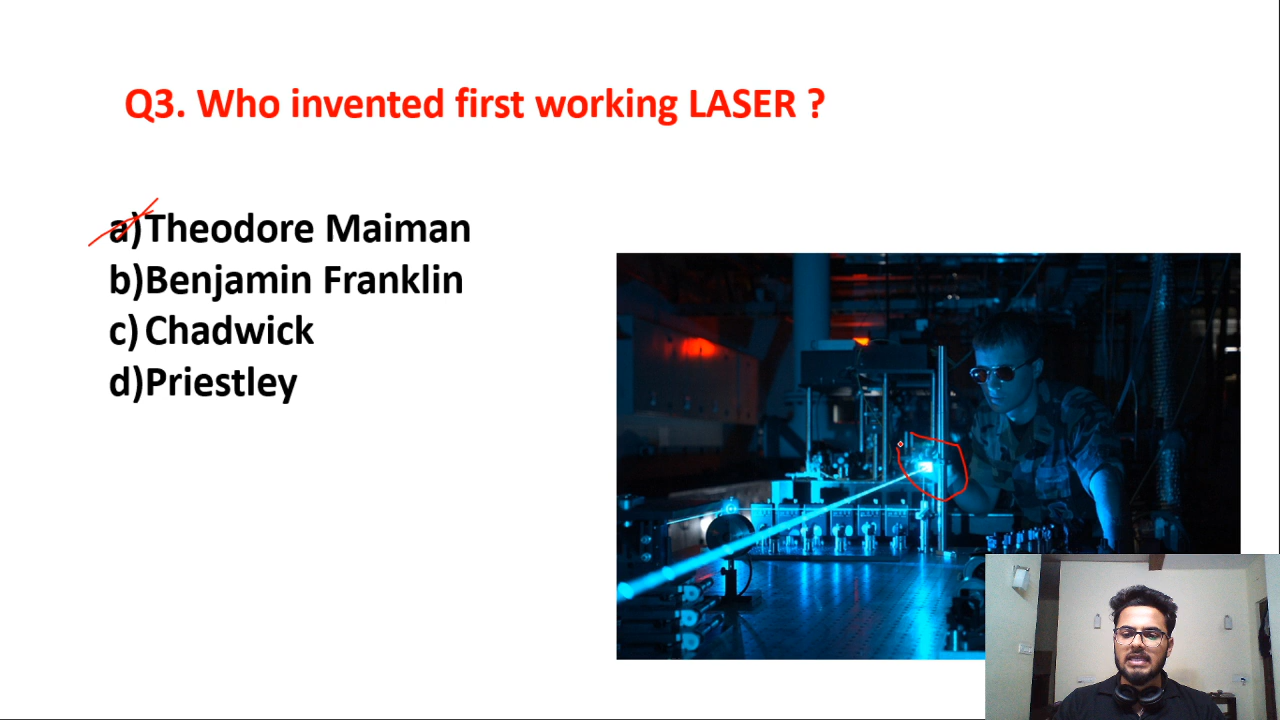 Q3. Who invented first working LASER ?
a)Theodore Maiman
b)Benjamin Franklin
c) Chadwick
d)Priestley